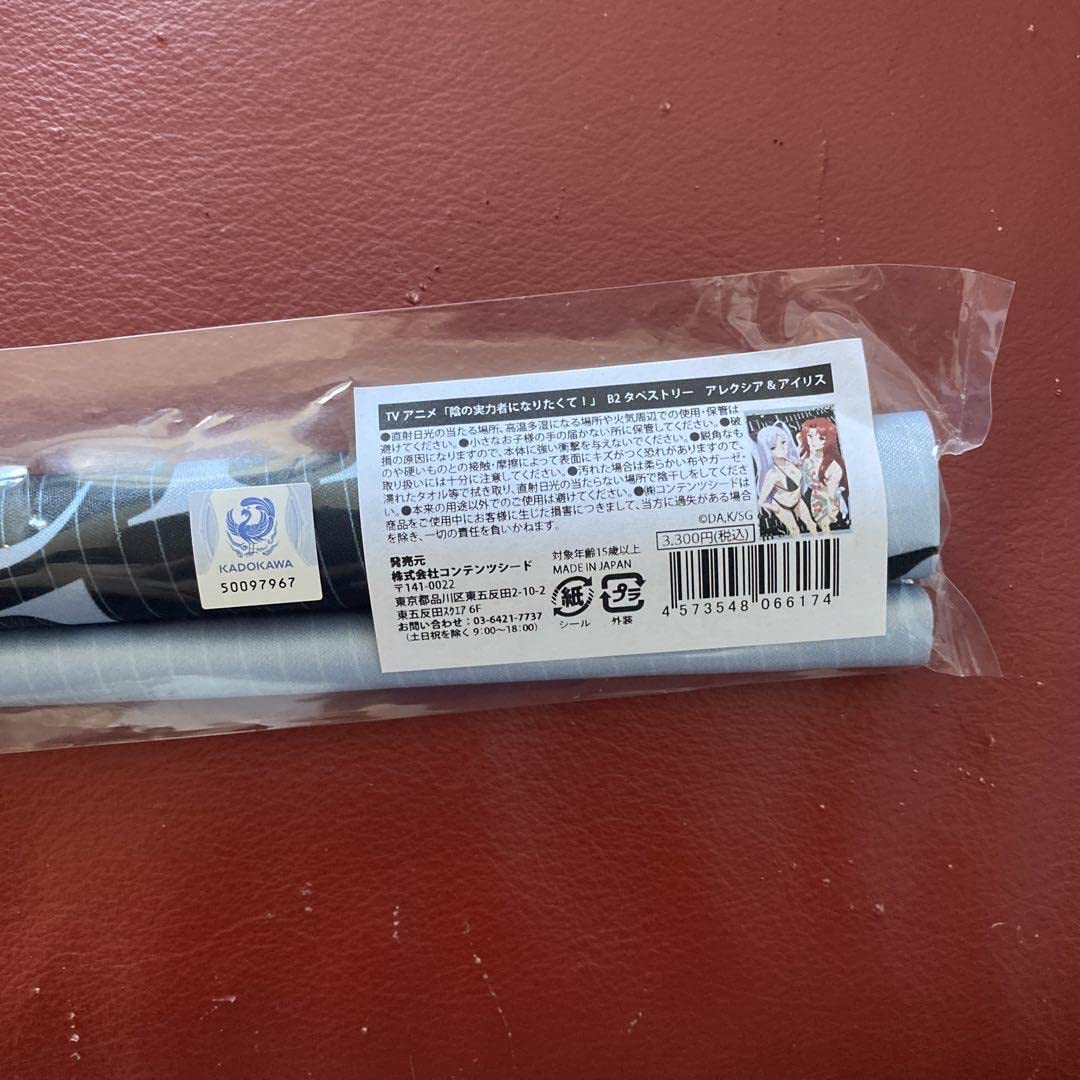 KADOKAWA
50097967
TV アニメ「陰の実力者になりたくて！」 B2 タペストリー アレクシア＆アイリス
●直射日光の当たる場所、高温多湿になる場所や火気周辺での使用・保管は
避けてください。●小さなお子様の手の届かない所に保管してください。●破
損の原因になりますので、本体に強い衝撃を与えないでください。●鋭角なも
のや硬いものとの接触・摩擦によって表面にキズがつく恐れがありますので、
取り扱いには十分に注意してください。●汚れた場合は柔らかい布やガーゼ・
濡れたタオル等で拭き取り、直射日光の当たらない場所で陰干しをしてくださ
い。●本来の用途以外でのご使用は避けてください。●㈱コンテンツシードは
商品をご使用中にお客様に生じた損害につきまして、当方に過失がある場合
を除き、一切の責任を負いかねます。
©DA,K/SG
3,300円(税込)
発売元
株式会社コンテンツシード
〒141-0022
東京都品川区東五反田2-10-2
東五反田ｽｸｴｱ 6F
お問い合わせ：03-6421-7737
（土日祝を除く 9：00～18：00）
対象年齢15歳以上
MADE IN JAPAN
紙
シール
プラ
外装
4 573548 066174